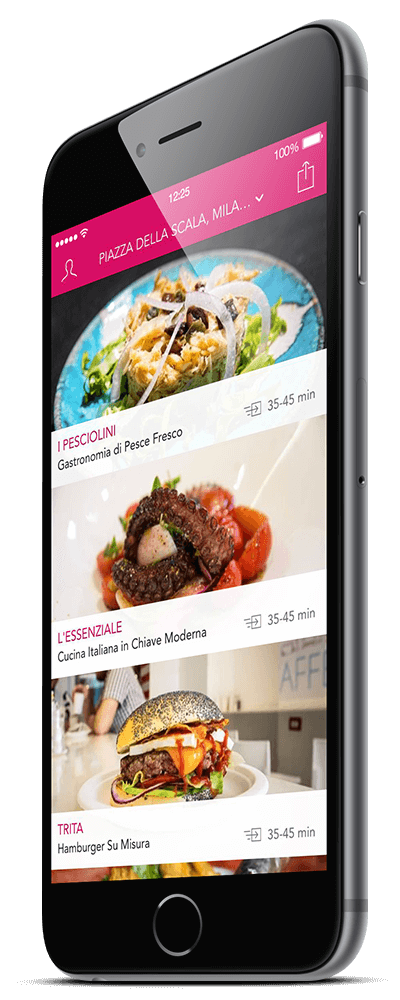 12:25
100%
PIAZZA DELLA SCALA, MILA...
I PESCIOLINI
35-45 min
Gastronomia di Pesce Fresco
L'ESSENZIALE
35-45 min
Cucina Italiana in Chiave Moderna
AFFE
TRITA
35-45 min
Hamburger Su Misura